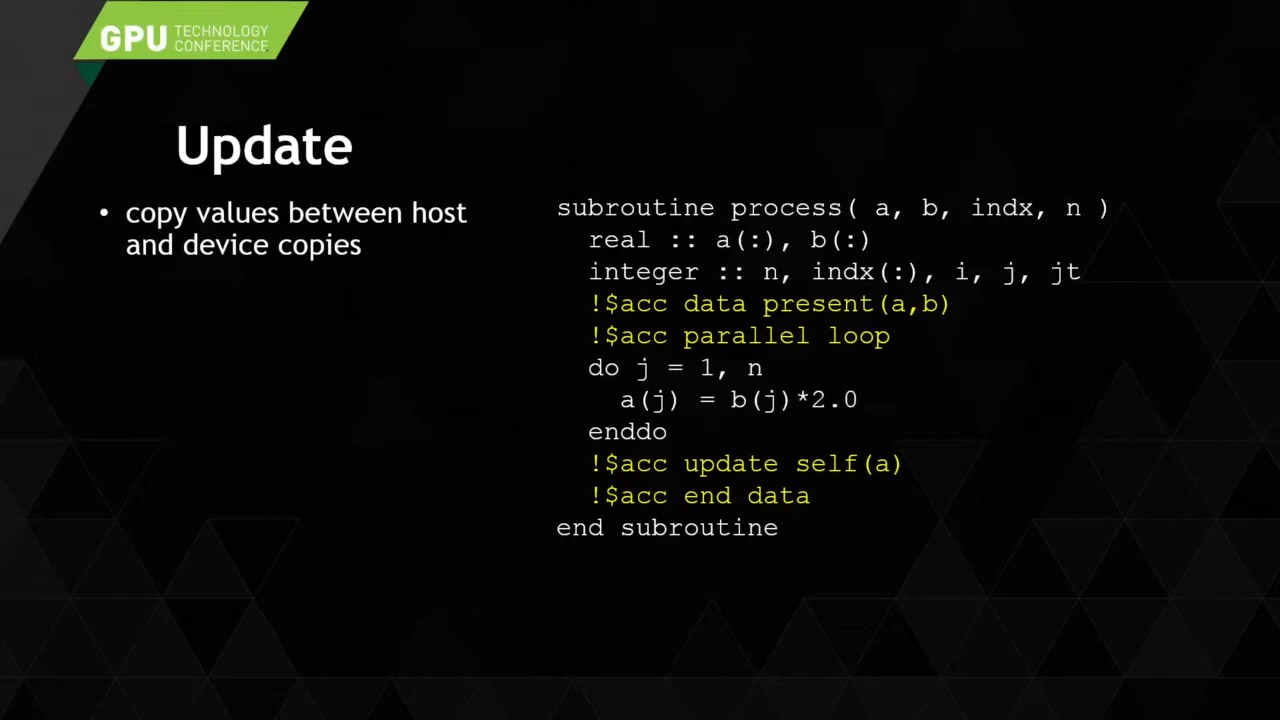 GPU TECHNOLOGY
CONFERENCE
Update
• copy values between host
and device copies
subroutine process( a, b, indx, n )
real :: a(:), b(:)
integer :: n, indx(:), i, j, jt
!$acc data present(a,b)
!$acc parallel loop
do j = 1, n
a(j) = b(j)*2.0
enddo
!$acc update self(a)
!$acc end data
end subroutine